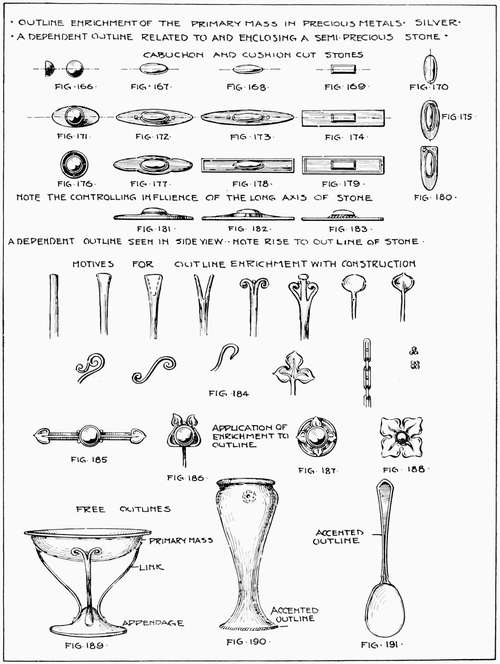 · OUTLINE ENRICHMENT OF THE PRIMARY MASS IN PRECIOUS METALS · SILVER ·
· A DEPENDENT OUTLINE RELATED TO AND ENCLOSING A SEMI-PRECIOUS STONE ·
CABUCHON AND CUSHION CUT STONES
FIG·166· FIG·167· FIG·168· FIG·169· FIG·170
FIG·171· FIG·172· FIG·173· FIG·174· FIG·175·
FIG·176· FIG·177· FIG·178· FIG·179· FIG·180·
NOTE THE CONTROLLING INFLUENCE OF THE LONG AXIS OF STONE
FIG·181· FIG·182· FIG·183·
A DEPENDENT OUTLINE SEEN IN SIDE VIEW · NOTE RISE TO OUTLINE OF STONE ·
MOTIVES FOR OUTLINE ENRICHMENT WITH CONSTRUCTION
FIG·184·
FIG·185·
FIG·186·
APPLICATION OF
ENRICHMENT TO
OUTLINE
FIG·187·
FIG·188·
FREE OUTLINES
PRIMARY MASS
LINK
APPENDAGE
FIG·189·
ACCENTED
OUTLINE
FIG·190·
ACCENTED
OUTLINE
FIG·191·